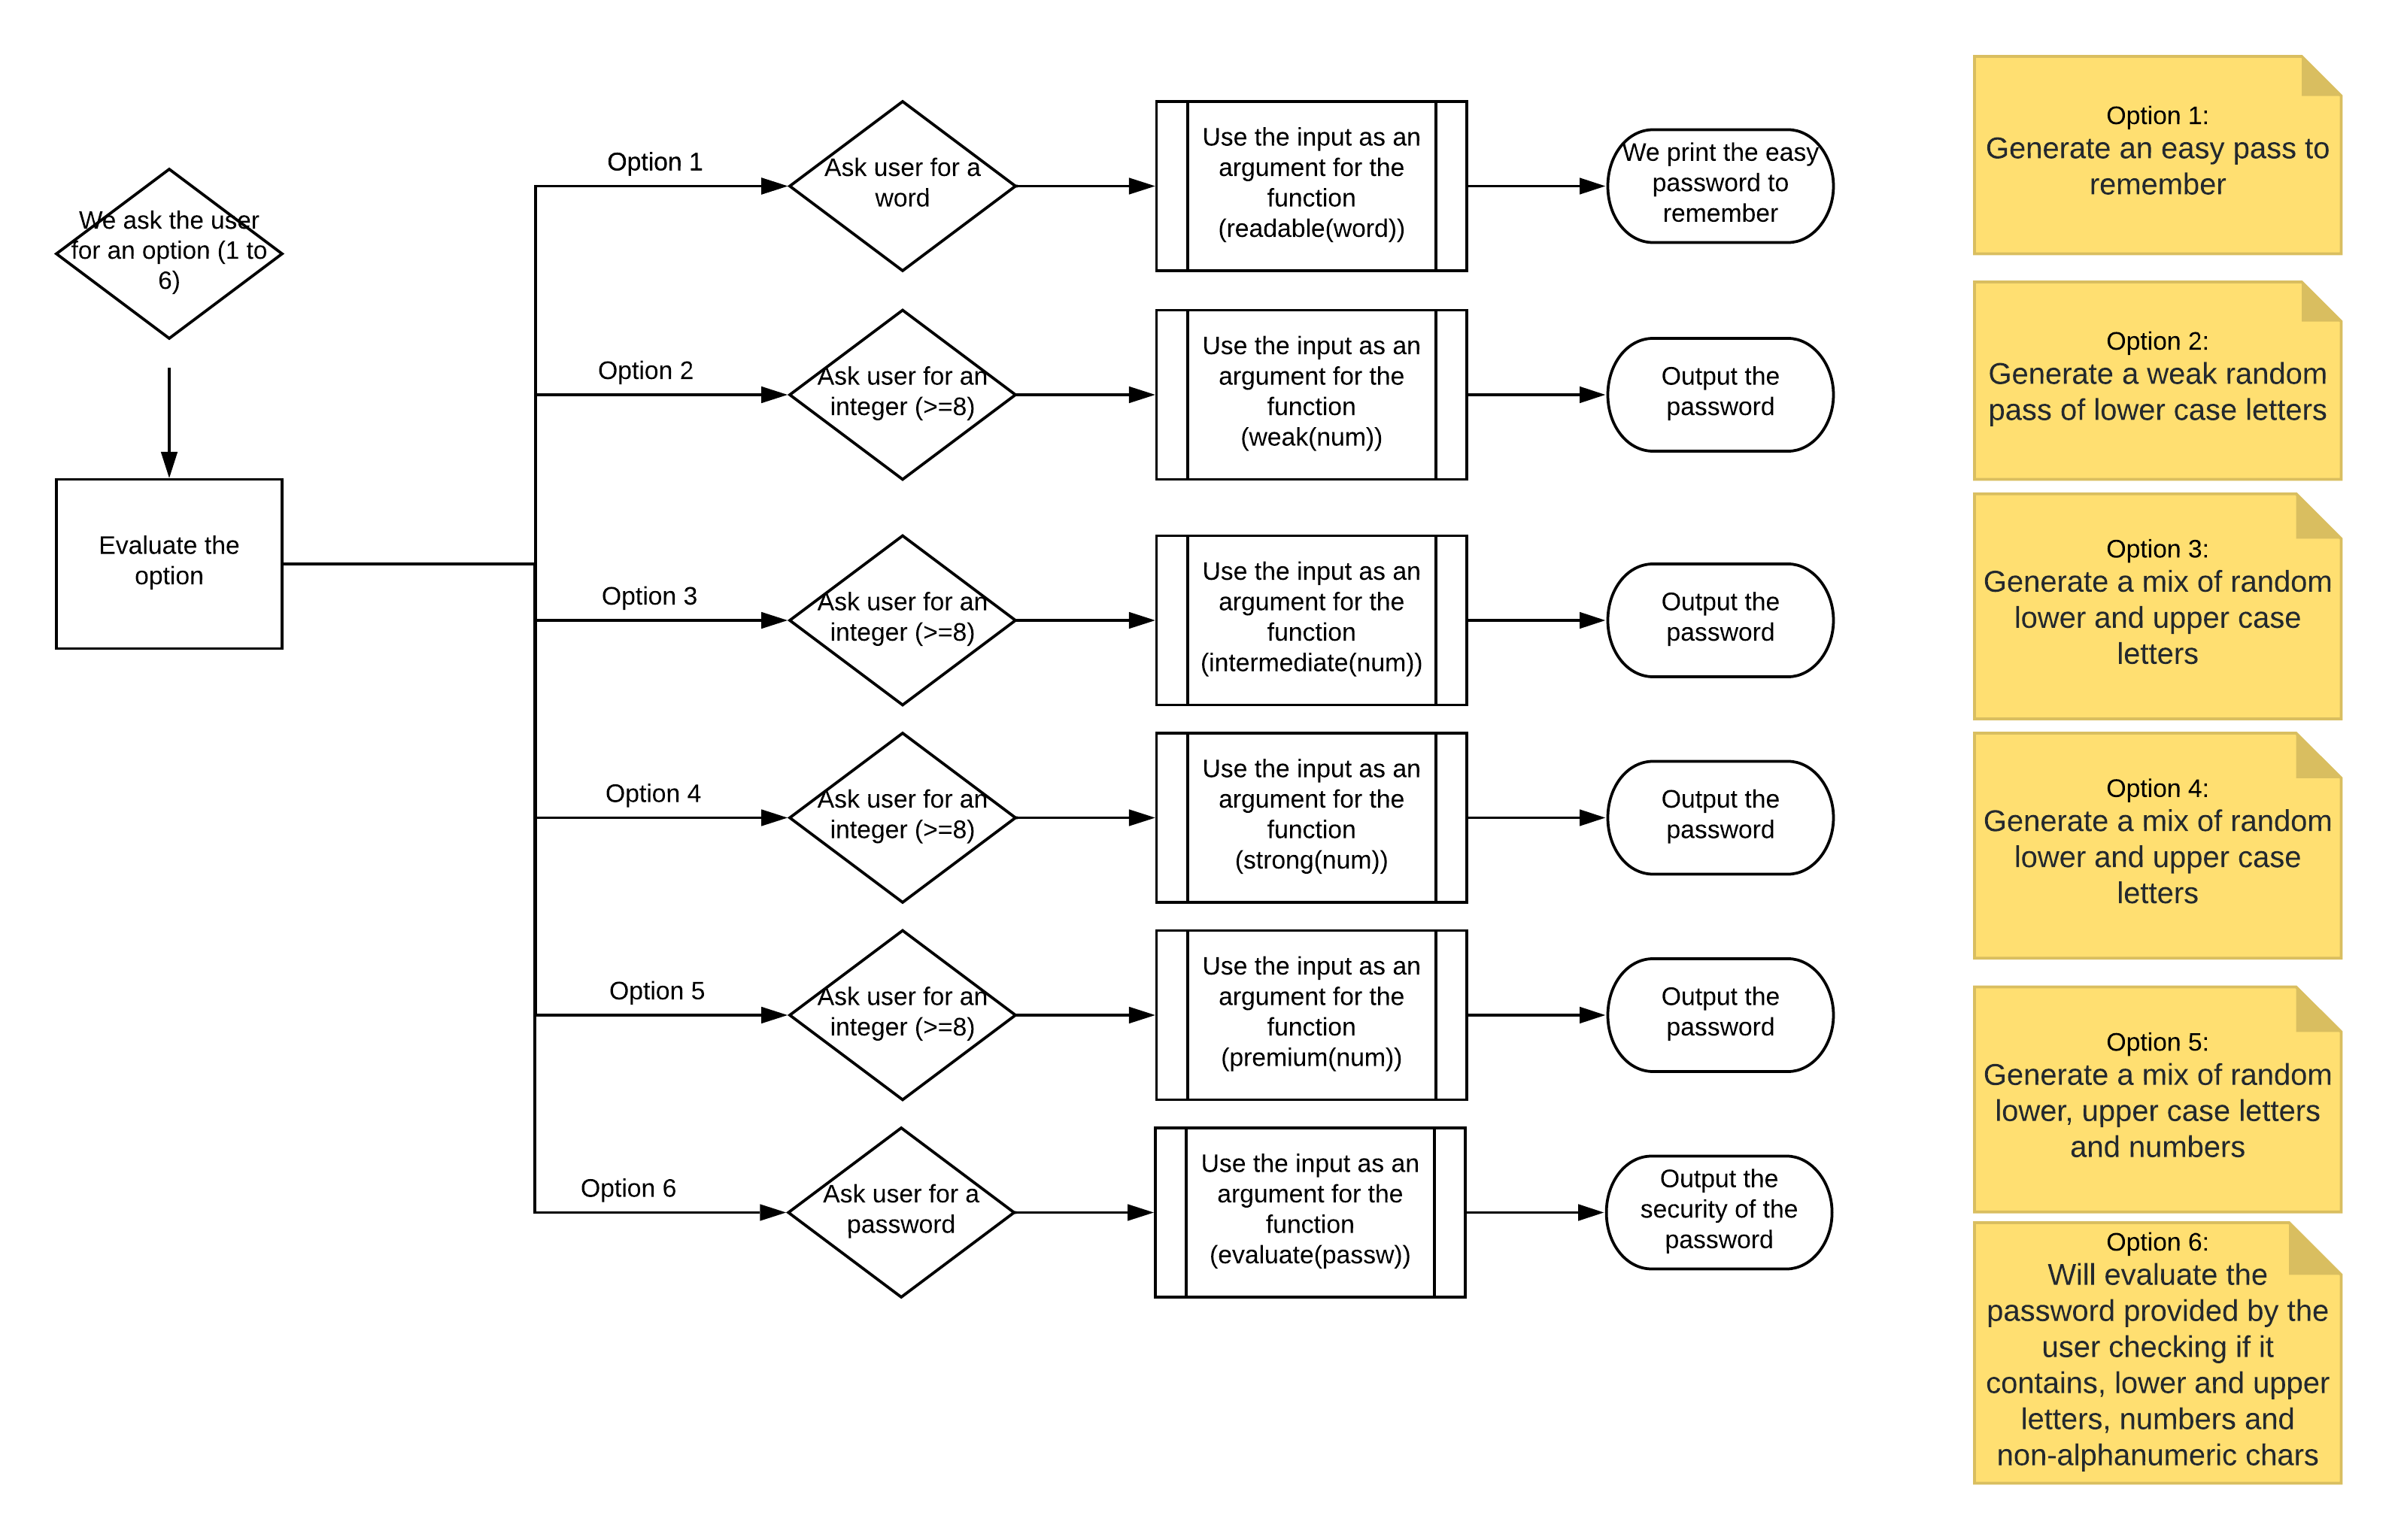 We ask the user
for an option (1 to
6)
Evaluate the
option
Option 1
Ask user for a
word
Use the input as an
argument for the
function
(readable(word))
We print the easy
password to
remember
Option 2
Ask user for an
integer (>=8)
Use the input as an
argument for the
function
(weak(num))
Output the
password
Option 3
Ask user for an
integer (>=8)
Use the input as an
argument for the
function
(intermediate(num))
Output the
password
Option 4
Ask user for an
integer (>=8)
Use the input as an
argument for the
function
(strong(num))
Output the
password
Option 5
Ask user for an
integer (>=8)
Use the input as an
argument for the
function
(premium(num))
Output the
password
Option 6
Ask user for a
password
Use the input as an
argument for the
function
(evaluate(passw))
Output the
security of the
password
Option 1:
Generate an easy pass to
remember
Option 2:
Generate a weak random
pass of lower case letters
Option 3:
Generate a mix of random
lower and upper case
letters
Option 4:
Generate a mix of random
lower and upper case
letters
Option 5:
Generate a mix of random
lower, upper case letters
and numbers
Option 6:
Will evaluate the
password provided by the
user checking if it
contains, lower and upper
letters, numbers and
non-alphanumeric chars